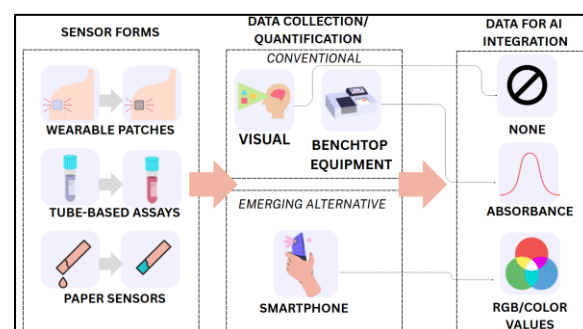 SENSOR FORMS
WEARABLE PATCHES
TUBE-BASED ASSAYS
PAPER SENSORS
DATA COLLECTION/
QUANTIFICATION
CONVENTIONAL
VISUAL
BENCHTOP
EQUIPMENT
EMERGING ALTERNATIVE
SMARTPHONE
DATA FOR AI
INTEGRATION
NONE
ABSORBANCE
RGB/COLOR
VALUES